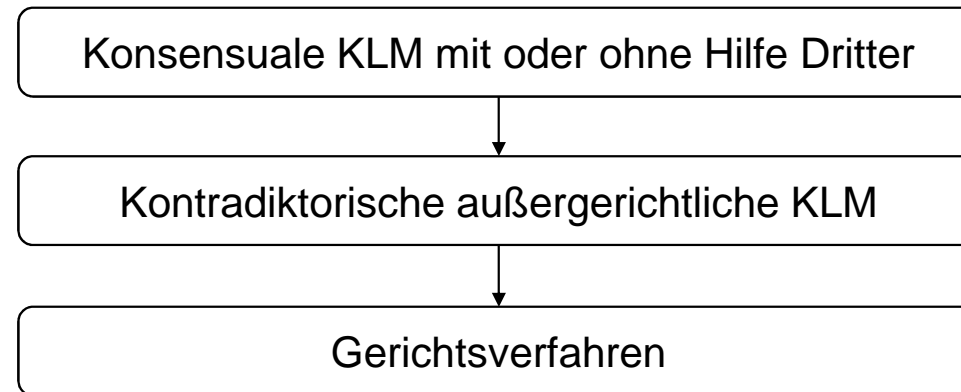 Konsensuale KLM mit oder ohne Hilfe Dritter
Kontradiktorische außergerichtliche KLM
Gerichtsverfahren